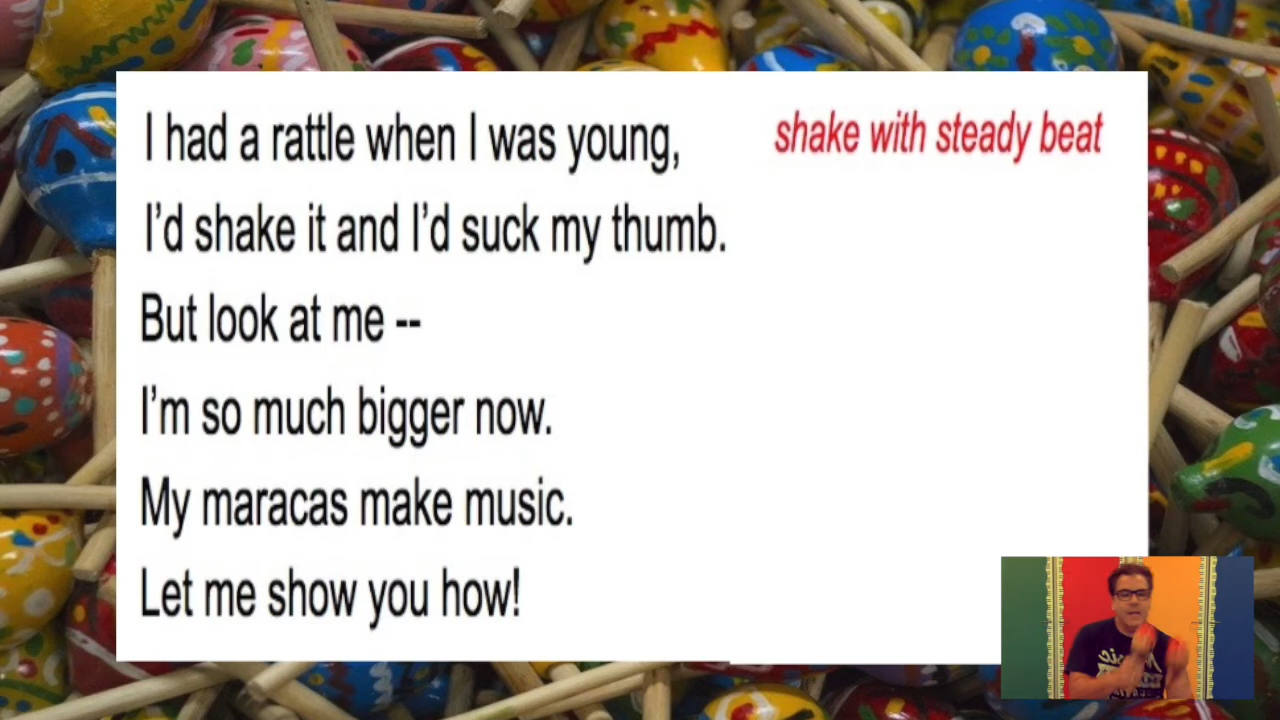 I had a rattle when I was young,
shake with steady beat
I'd shake it and I'd suck my thumb.
But look at me --
I'm so much bigger now.
My maracas make music.
Let me show you how!